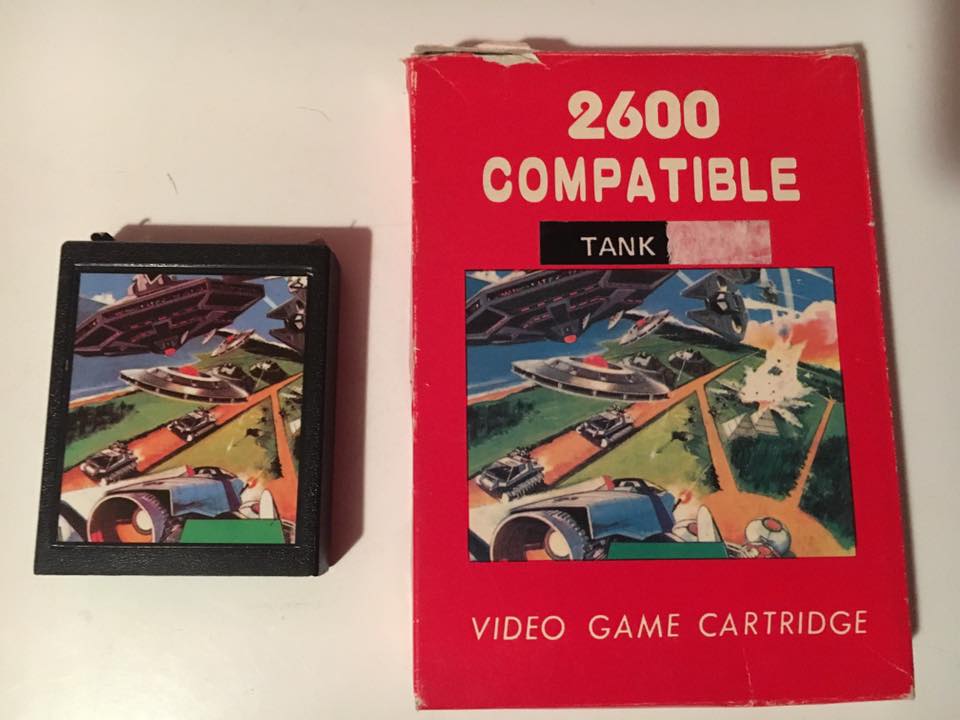 2600
COMPATIBLE
TANK
VIDEO GAME CARTRIDGE